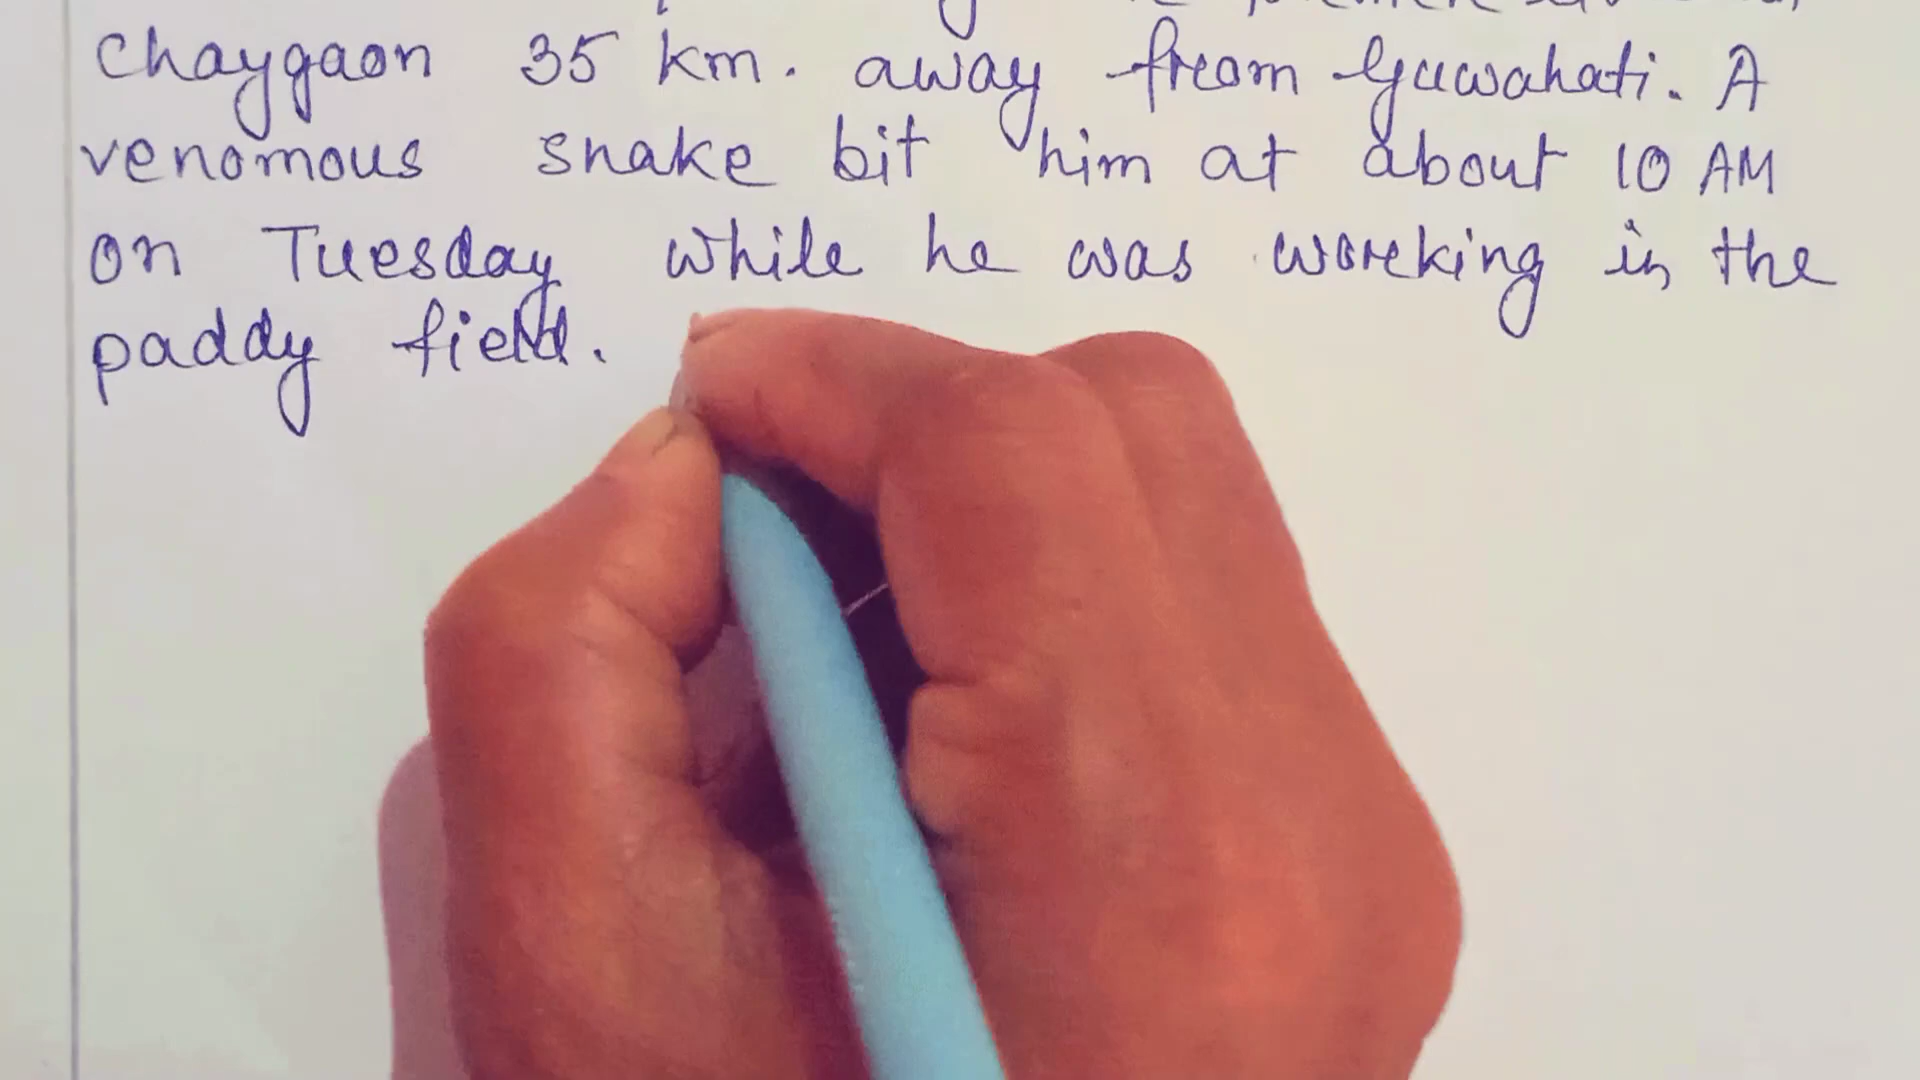 Chaygaon 35 km. away from Guwahati. A
venomous snake bit him at about 10 AM
on Tuesday while he was working in the
paddy field.